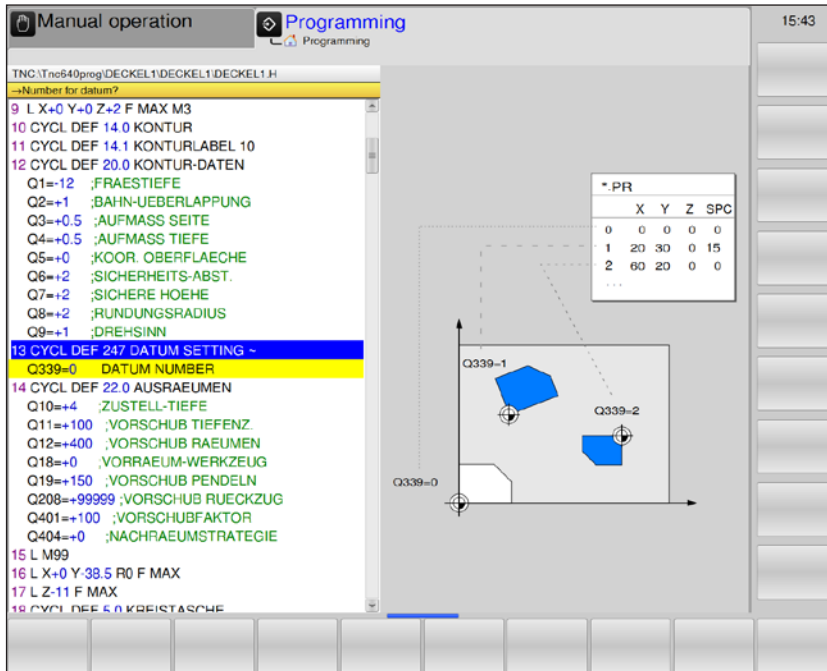 Manual operation
Programming
Programming
15:43
TNC:\Tnc640prog\DECKEL1\DECKEL1\DECKEL1.H
→Number for datum?
9 L X+0 Y+0 Z+2 F MAX M3
10 CYCL DEF 14.0 KONTUR
11 CYCL DEF 14.1 KONTURLABEL 10
12 CYCL DEF 20.0 KONTUR-DATEN
Q1=-12 ;FRAESTIEFE
Q2=+1 ;BAHN-UEBERLAPPUNG
Q3=+0.5 ;AUFMASS SEITE
Q4=+0.5 ;AUFMASS TIEFE
Q5=+0 ;KOOR. OBERFLAECHE
Q6=+2 ;SICHERHEITS-ABST.
Q7=+2 ;SICHERE HOEHE
Q8=+2 ;RUNDUNGSRADIUS
Q9=+1 ;DREHSINN
13 CYCL DEF 247 DATUM SETTING ~
Q339=0 DATUM NUMBER
14 CYCL DEF 22.0 AUSRAEUMEN
Q10=+4 ;ZUSTELL-TIEFE
Q11=+100 ;VORSCHUB TIEFENZ.
Q12=+400 ;VORSCHUB RAEUMEN
Q18=+0 ;VORRAEUM-WERKZEUG
Q19=+150 ;VORSCHUB PENDELN
Q208=+99999 ;VORSCHUB RUECKZUG
Q401=+100 ;VORSCHUBFAKTOR
Q404=+0 ;NACHRAEUMSTRATEGIE
15 L M99
16 L X+0 Y-38.5 R0 F MAX
17 L Z-11 F MAX
18 CYCL DEF 5.0 KREISTASCHE
*.PR
X Y Z SPC
0 0 0 0 0
1 20 30 0 15
2 60 20 0 0
...
Q339=1
Q339=2
Q339=0